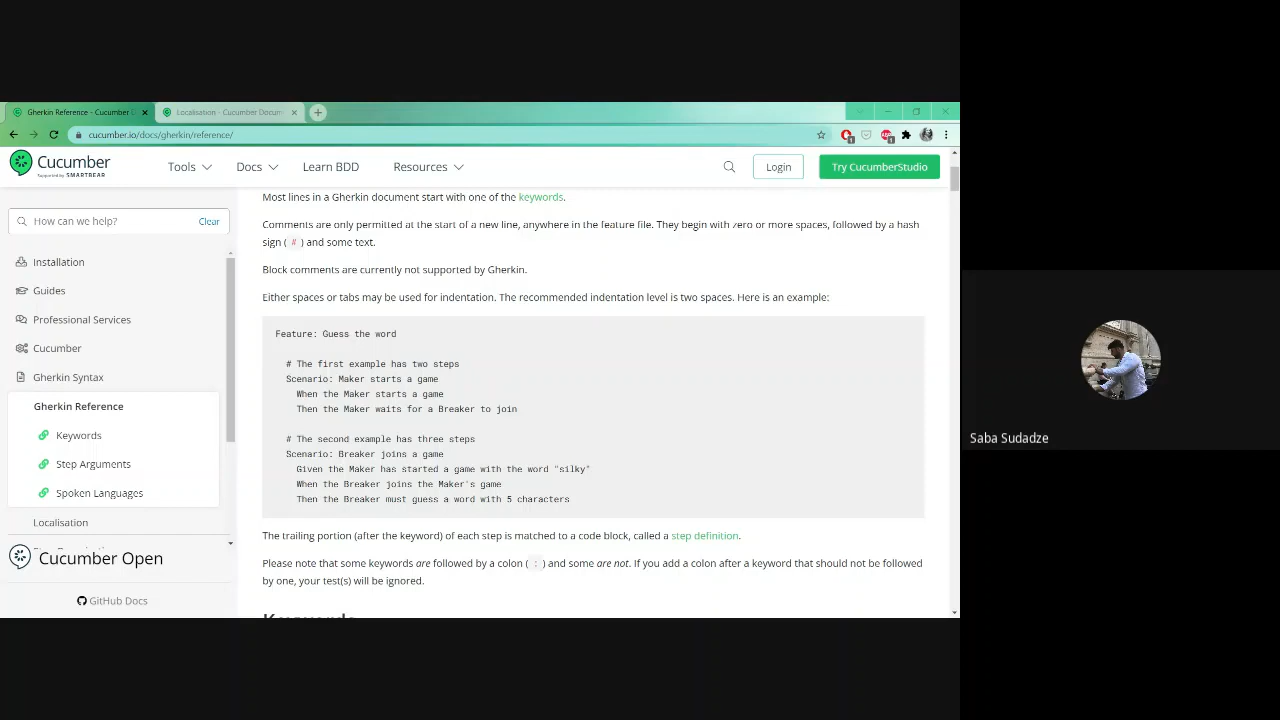 Gherkin Reference - Cucumber D
Localisation - Cucumber Docum
cucumber.io/docs/gherkin/reference/
Cucumber
Supported by SMARTBEAR
Tools
Docs
Learn BDD
Resources
Login
Try CucumberStudio
How can we help?
Clear
Installation
Guides
Professional Services
Cucumber
Gherkin Syntax
Gherkin Reference
Keywords
Step Arguments
Spoken Languages
Localisation
Cucumber Open
GitHub Docs
Most lines in a Gherkin document start with one of the keywords.
Comments are only permitted at the start of a new line, anywhere in the feature file. They begin with zero or more spaces, followed by a hash
sign ( # ) and some text.
Block comments are currently not supported by Gherkin.
Either spaces or tabs may be used for indentation. The recommended indentation level is two spaces. Here is an example:
Feature: Guess the word
# The first example has two steps
Scenario: Maker starts a game
When the Maker starts a game
Then the Maker waits for a Breaker to join
# The second example has three steps
Scenario: Breaker joins a game
Given the Maker has started a game with the word "silky"
When the Breaker joins the Maker's game
Then the Breaker must guess a word with 5 characters
The trailing portion (after the keyword) of each step is matched to a code block, called a step definition.
Please note that some keywords are followed by a colon ( : ) and some are not. If you add a colon after a keyword that should not be followed
by one, your test(s) will be ignored.
Keywords
Saba Sudadze